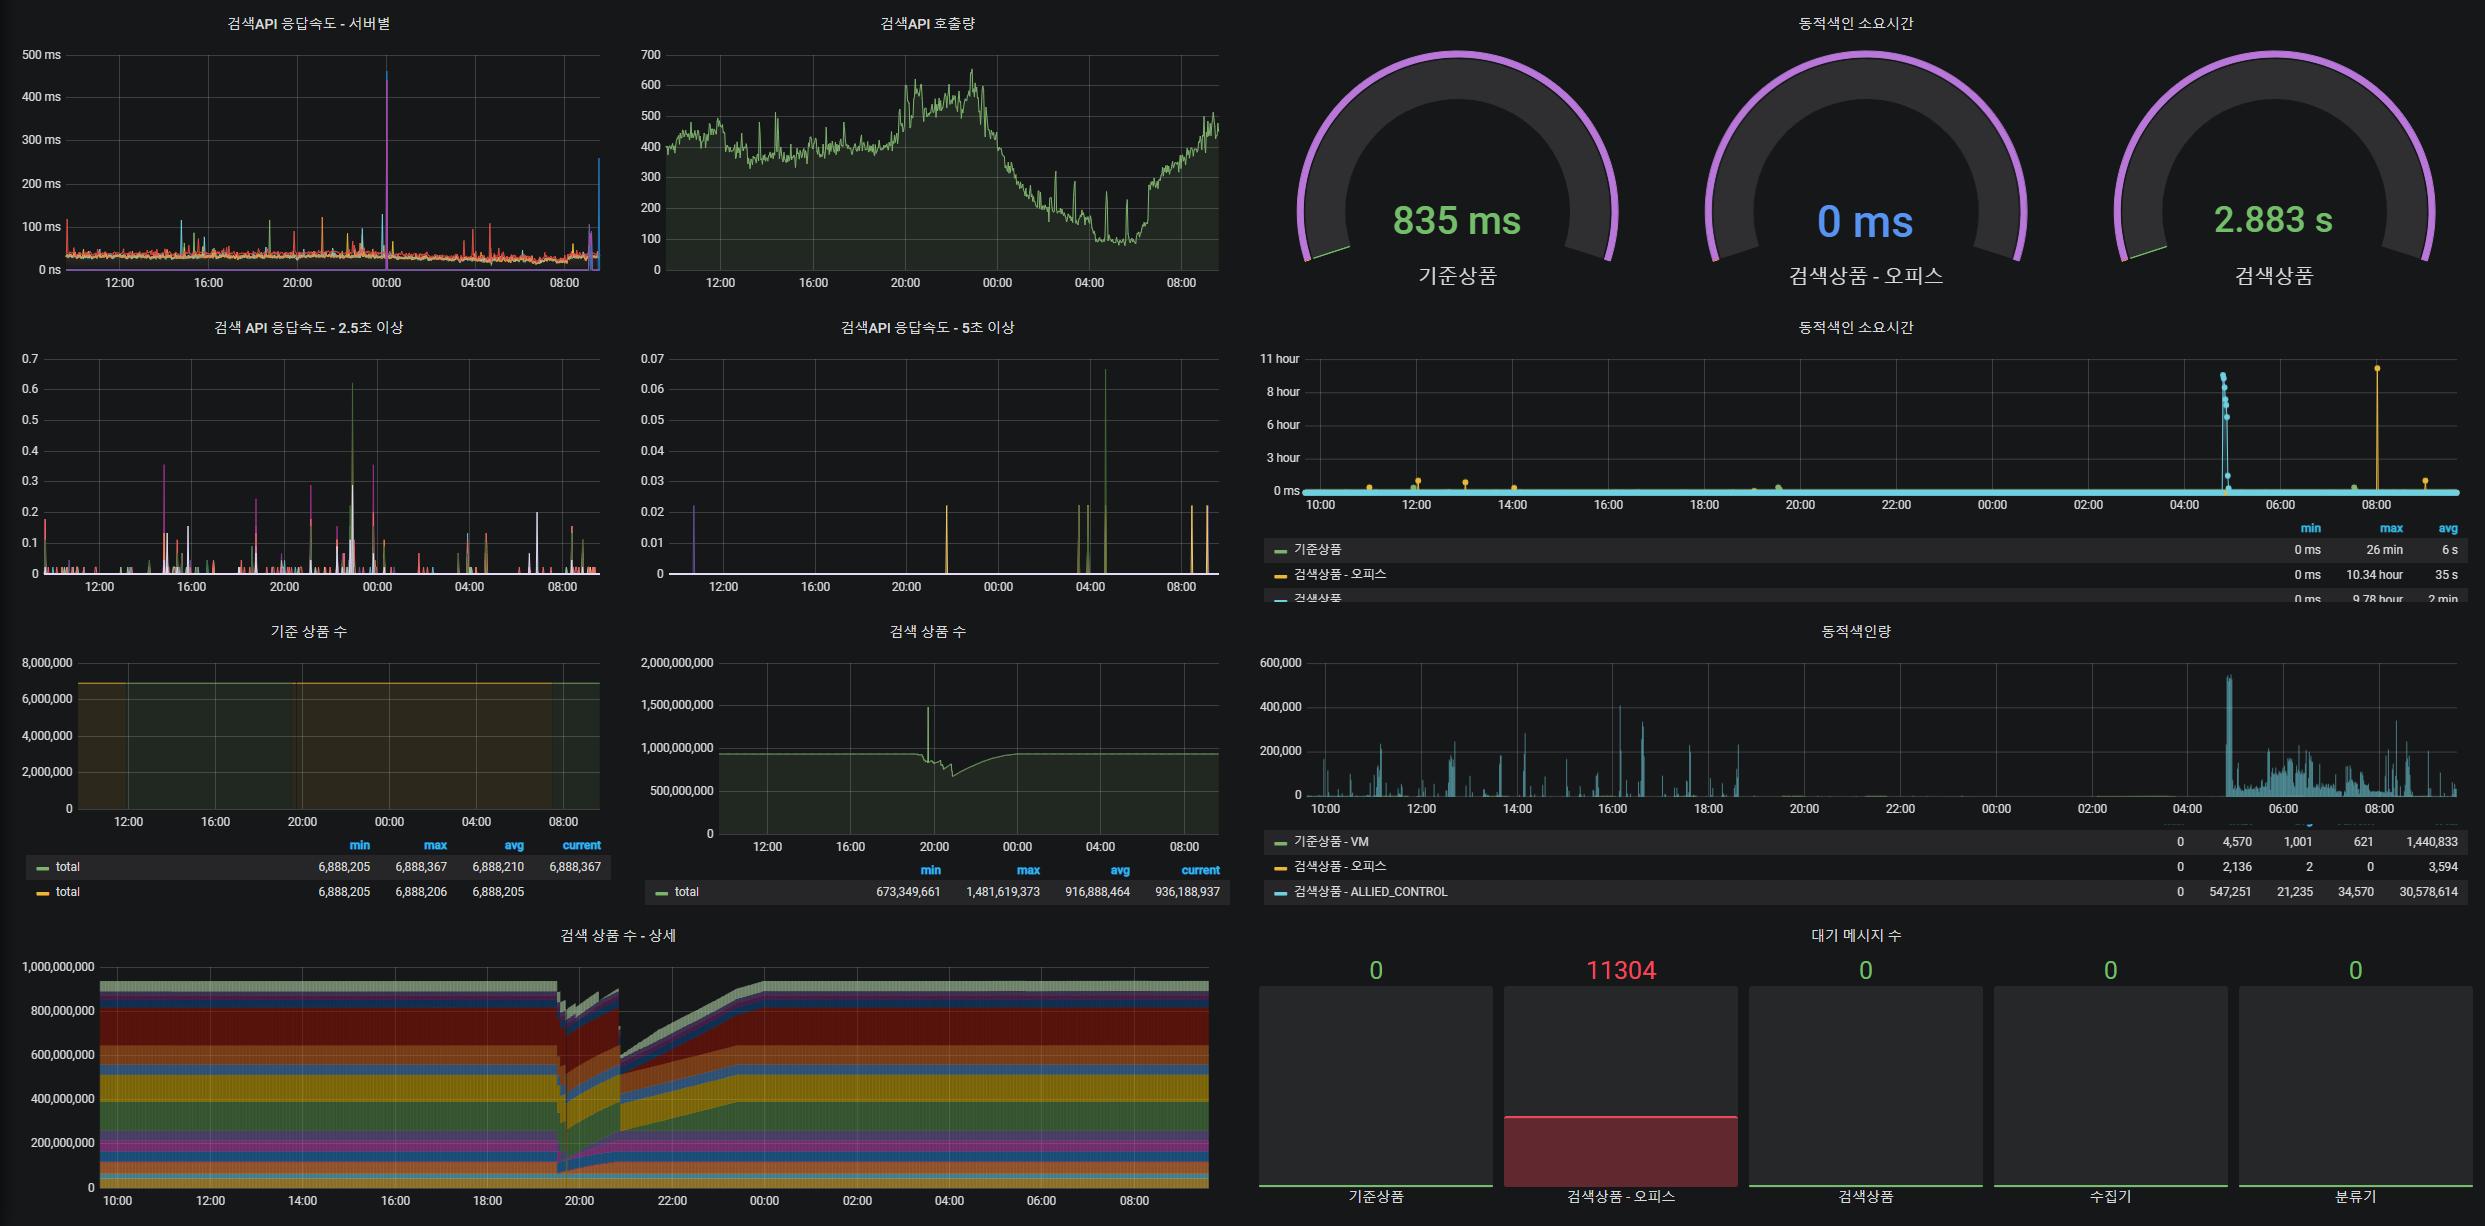 검색API 응답속도 - 서버별
500 ms
400 ms
300 ms
200 ms
100 ms
0 ns
12:00 16:00 20:00 00:00 04:00 08:00
검색API 호출량
700
600
500
400
300
200
100
0
12:00 16:00 20:00 00:00 04:00 08:00
동적색인 소요시간
835 ms
기준상품
0 ms
검색상품 - 오피스
2.883 s
검색상품
검색 API 응답속도 - 2.5초 이상
0.7
0.6
0.5
0.4
0.3
0.2
0.1
0
12:00 16:00 20:00 00:00 04:00 08:00
검색API 응답속도 - 5초 이상
0.07
0.06
0.05
0.04
0.03
0.02
0.01
0
12:00 16:00 20:00 00:00 04:00 08:00
동적색인 소요시간
11 hour
8 hour
6 hour
3 hour
0 ms
10:00 12:00 14:00 16:00 18:00 20:00 22:00 00:00 02:00 04:00 06:00 08:00
min max avg
기준상품 0 ms 26 min 6 s
검색상품 - 오피스 0 ms 10.34 hour 35 s
검색상품 0 ms 9.78 hour 2 min
기준 상품 수
8,000,000
6,000,000
4,000,000
2,000,000
0
12:00 16:00 20:00 00:00 04:00 08:00
min max avg current
total 6,888,205 6,888,367 6,888,210 6,888,367
total 6,888,205 6,888,206 6,888,205
검색 상품 수
2,000,000,000
1,500,000,000
1,000,000,000
500,000,000
0
12:00 16:00 20:00 00:00 04:00 08:00
min max avg current
total 673,349,661 1,481,619,373 916,888,464 936,188,937
동적색인량
600,000
400,000
200,000
0
10:00 12:00 14:00 16:00 18:00 20:00 22:00 00:00 02:00 04:00 06:00 08:00
기준상품 - VM 0 4,570 1,001 621 1,440,833
검색상품 - 오피스 0 2,136 2 0 3,594
검색상품 - ALLIED_CONTROL 0 547,251 21,235 34,570 30,578,614
검색 상품 수 - 상세
1,000,000,000
800,000,000
600,000,000
400,000,000
200,000,000
0
10:00 12:00 14:00 16:00 18:00 20:00 22:00 00:00 02:00 04:00 06:00 08:00
대기 메시지 수
0 11304 0 0 0
기준상품 검색상품 - 오피스 검색상품 수집기 분류기